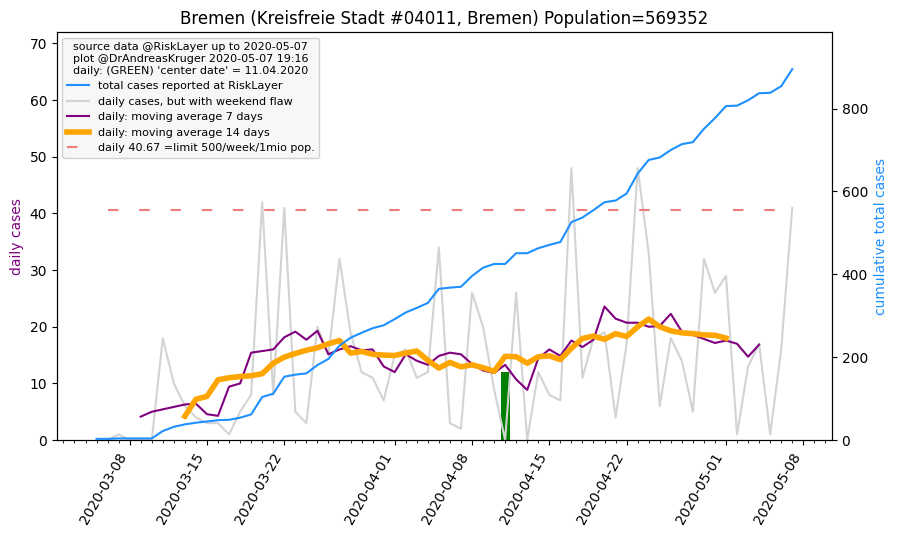 Bremen (Kreisfreie Stadt #04011, Bremen) Population=569352
source data @RiskLayer up to 2020-05-07
plot @DrAndreasKruger 2020-05-07 19:16
daily: (GREEN) 'center date' = 11.04.2020
total cases reported at RiskLayer
daily cases, but with weekend flaw
daily: moving average 7 days
daily: moving average 14 days
daily 40.67 =limit 500/week/1mio pop.
daily cases
70
60
50
40
30
20
10
0
cumulative total cases
800
600
400
200
0
2020-03-08
2020-03-15
2020-03-22
2020-04-01
2020-04-08
2020-04-15
2020-04-22
2020-05-01
2020-05-08